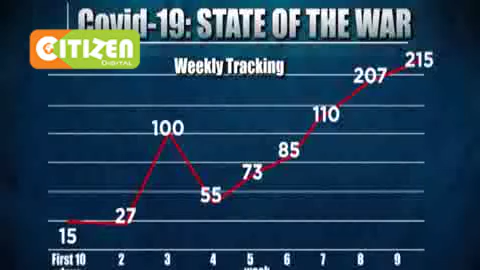 Covid-19: STATE OF THE WAR
CITIZEN
DIGITAL
Weekly Tracking
215
207
110
100
85
73
55
27
15
First 10 2 3 4 5 6 7 8 9
days week